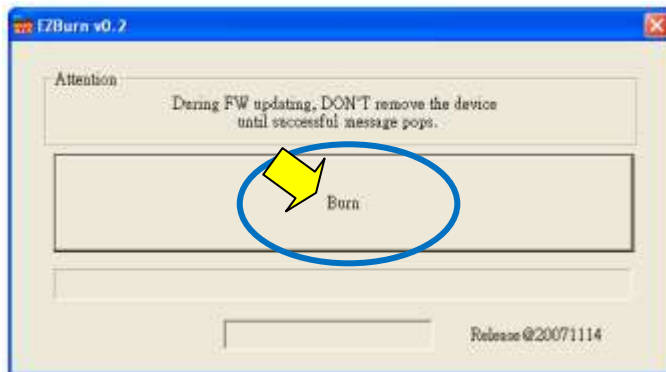 EZBurn v0.2
Attention
During FW updating, DON'T remove the device
until successful message pops.
Burn
Release@20071114